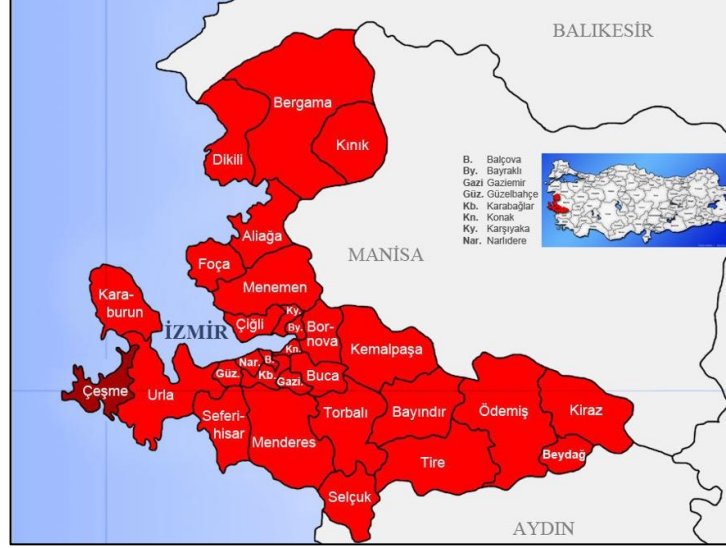 BALIKESİR
Bergama
Kınık
Dikili
B. Balçova
By. Bayraklı
Gazi Gaziemir
Güz. Güzelbahçe
Kb. Karabağlar
Kn. Konak
Ky. Karşıyaka
Nar. Narlıdere
Aliağa
MANİSA
Foça
Menemen
Kara-
burun
Ky.
Çiğli
By.
Bor-
nova
İZMİR
Kn.
Kemalpaşa
Nar.
B.
Güz.
Kb.
Gazi.
Buca
Çeşme
Urla
Seferi-
hisar
Menderes
Torbalı
Bayındır
Ödemiş
Kiraz
Beydağ
Tire
Selçuk
AYDIN